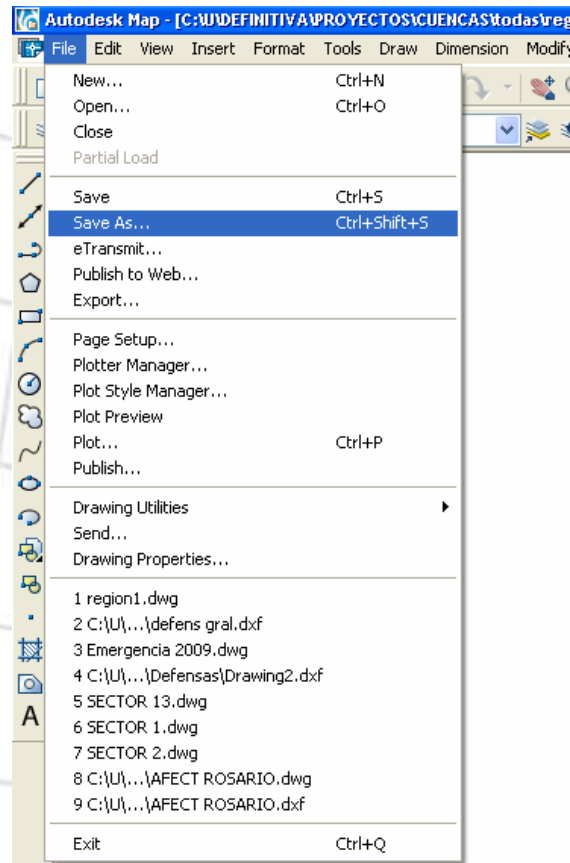 Autodesk Map - [C:\U\DEFINITIVA\PROYECTOS\CUENCAS\todas\reg
File Edit View Insert Format Tools Draw Dimension Modify
New... Ctrl+N
Open... Ctrl+O
Close
Partial Load
Save Ctrl+S
Save As... Ctrl+Shift+S
eTransmit...
Publish to Web...
Export...
Page Setup...
Plotter Manager...
Plot Style Manager...
Plot Preview
Plot... Ctrl+P
Publish...
Drawing Utilities
Send...
Drawing Properties...
1 region1.dwg
2 C:\U\...\defens gral.dxf
3 Emergencia 2009.dwg
4 C:\U\...\Defensas\Drawing2.dxf
5 SECTOR 13.dwg
6 SECTOR 1.dwg
7 SECTOR 2.dwg
8 C:\U\...\AFECT ROSARIO.dwg
9 C:\U\...\AFECT ROSARIO.dxf
A
Exit Ctrl+Q